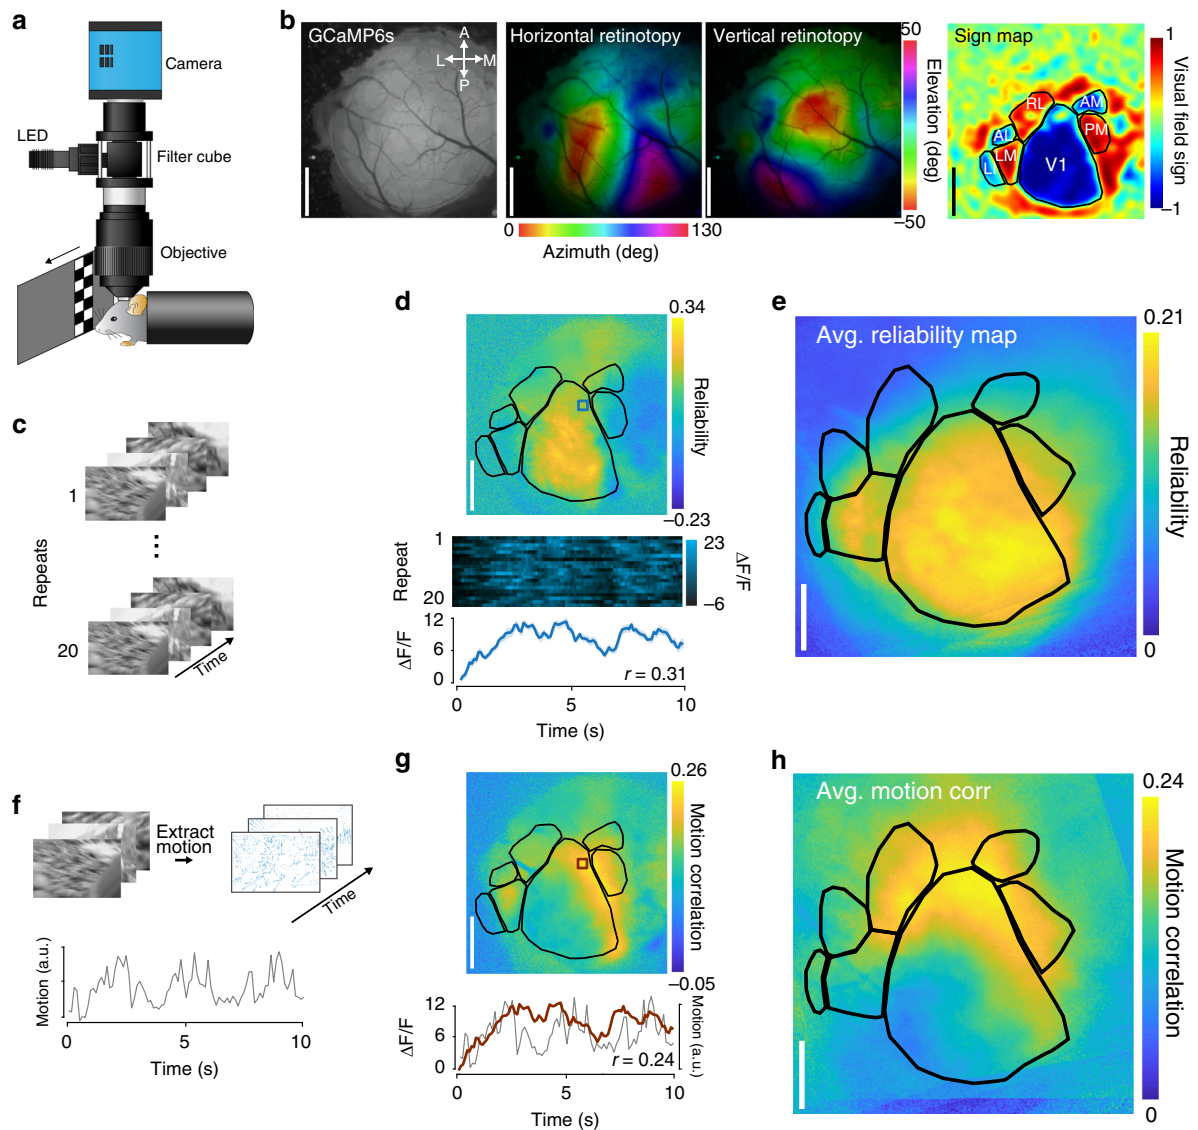 a
Camera
LED
Filter cube
Objective
b
GCaMP6s
A
L
M
P
Horizontal retinotopy
0
130
Azimuth (deg)
Vertical retinotopy
50
Elevation (deg)
−50
Sign map
RL
AM
AL
PM
LM
LI
V1
1
Visual field sign
−1
c
1
Repeats
20
Time
d
0.34
Reliability
−0.23
1
Repeat
20
23
ΔF/F
−6
12
6
0
ΔF/F
r = 0.31
0
5
10
Time (s)
e
Avg. reliability map
0.21
Reliability
0
f
Extract
motion
Time
Motion (a.u.)
0
5
10
Time (s)
g
0.26
Motion correlation
−0.05
12
6
0
ΔF/F
Motion (a.u.)
r = 0.24
0
5
10
Time (s)
h
Avg. motion corr
0.24
Motion correlation
0